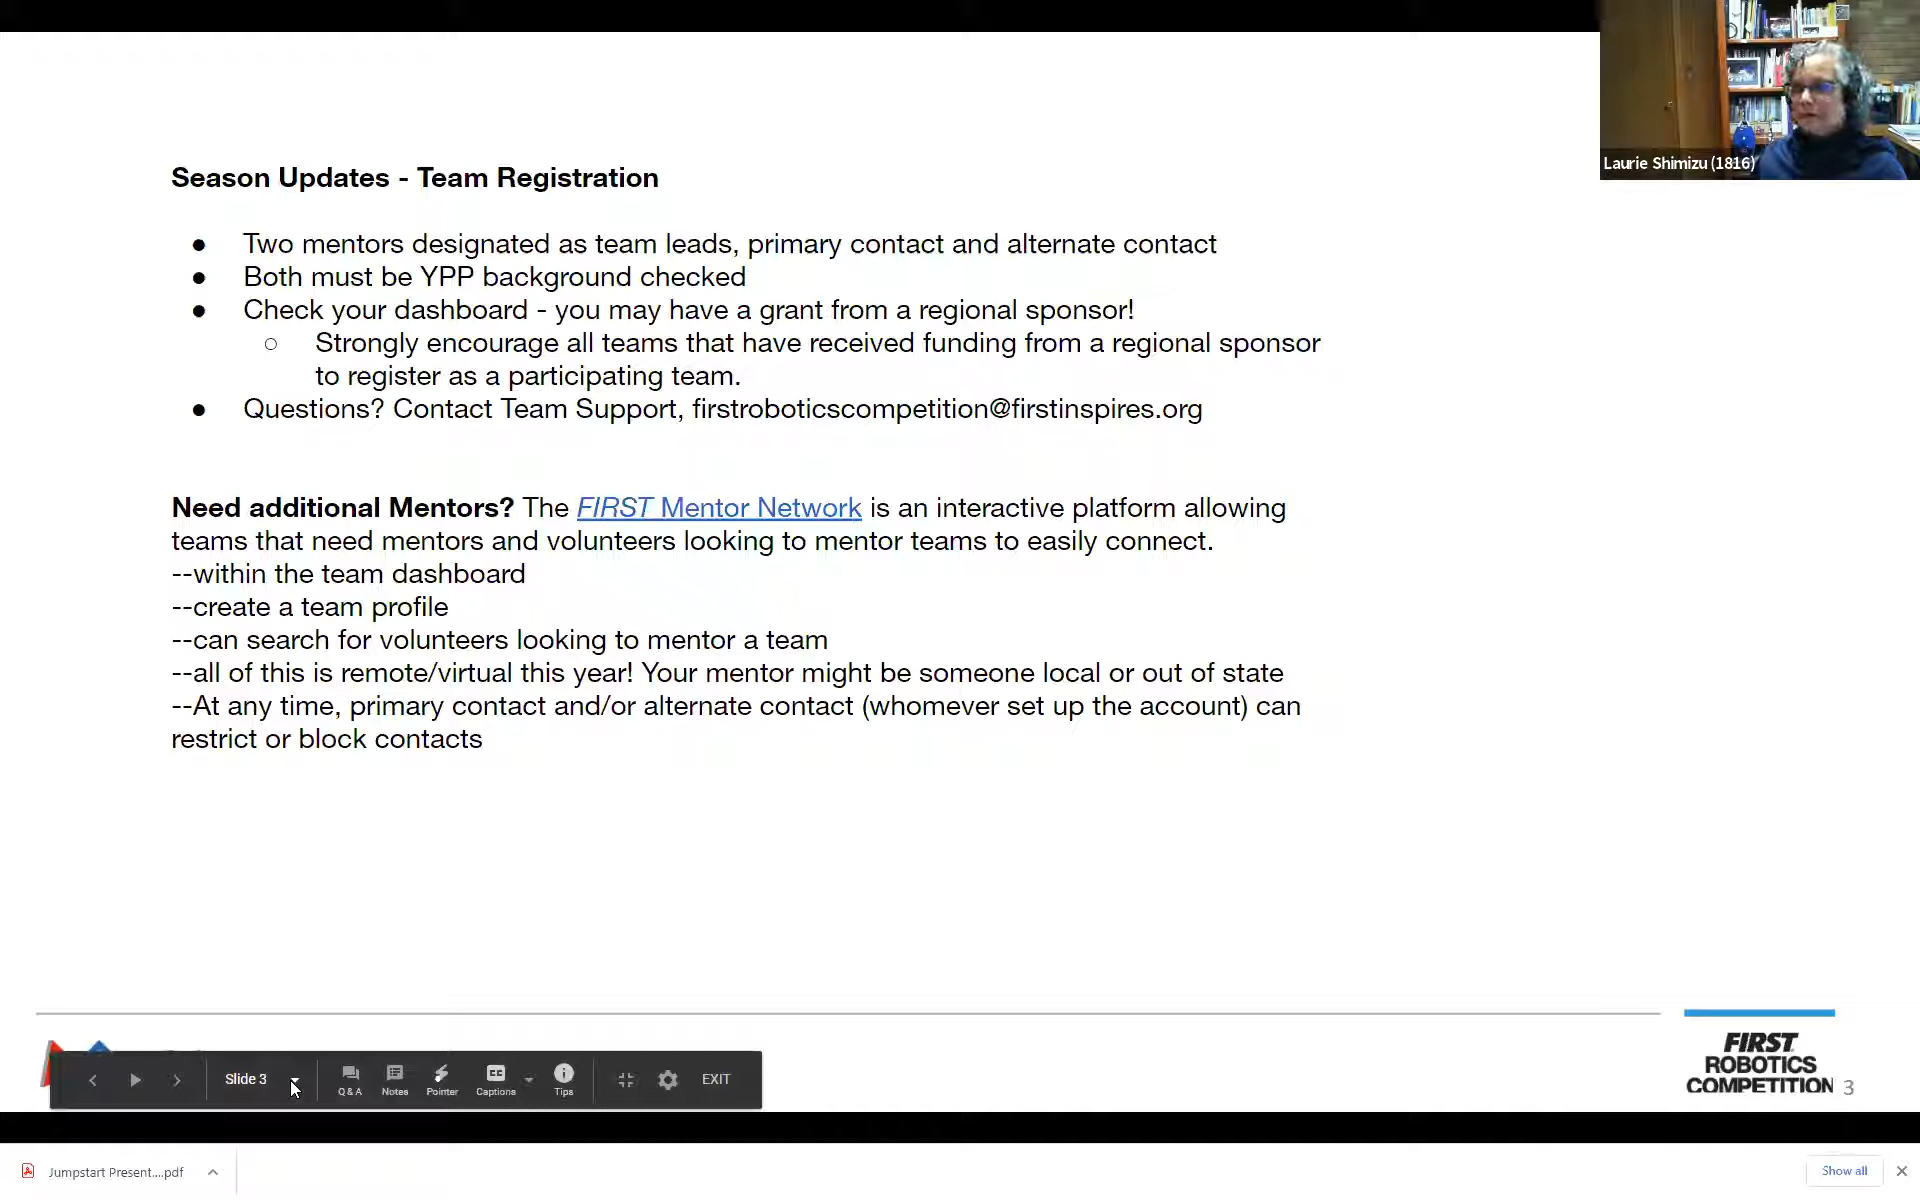 Laurie Shimizu (1816)
Season Updates - Team Registration
● Two mentors designated as team leads, primary contact and alternate contact
● Both must be YPP background checked
● Check your dashboard - you may have a grant from a regional sponsor!
○ Strongly encourage all teams that have received funding from a regional sponsor
to register as a participating team.
● Questions? Contact Team Support, firstroboticscompetition@firstinspires.org
Need additional Mentors? The FIRST Mentor Network is an interactive platform allowing
teams that need mentors and volunteers looking to mentor teams to easily connect.
--within the team dashboard
--create a team profile
--can search for volunteers looking to mentor a team
--all of this is remote/virtual this year! Your mentor might be someone local or out of state
--At any time, primary contact and/or alternate contact (whomever set up the account) can
restrict or block contacts
FIRST
ROBOTICS
COMPETITION
3
Slide 3
Q & A
Notes
Pointer
CC
Captions
Tips
EXIT
Jumpstart Present....pdf
Show all